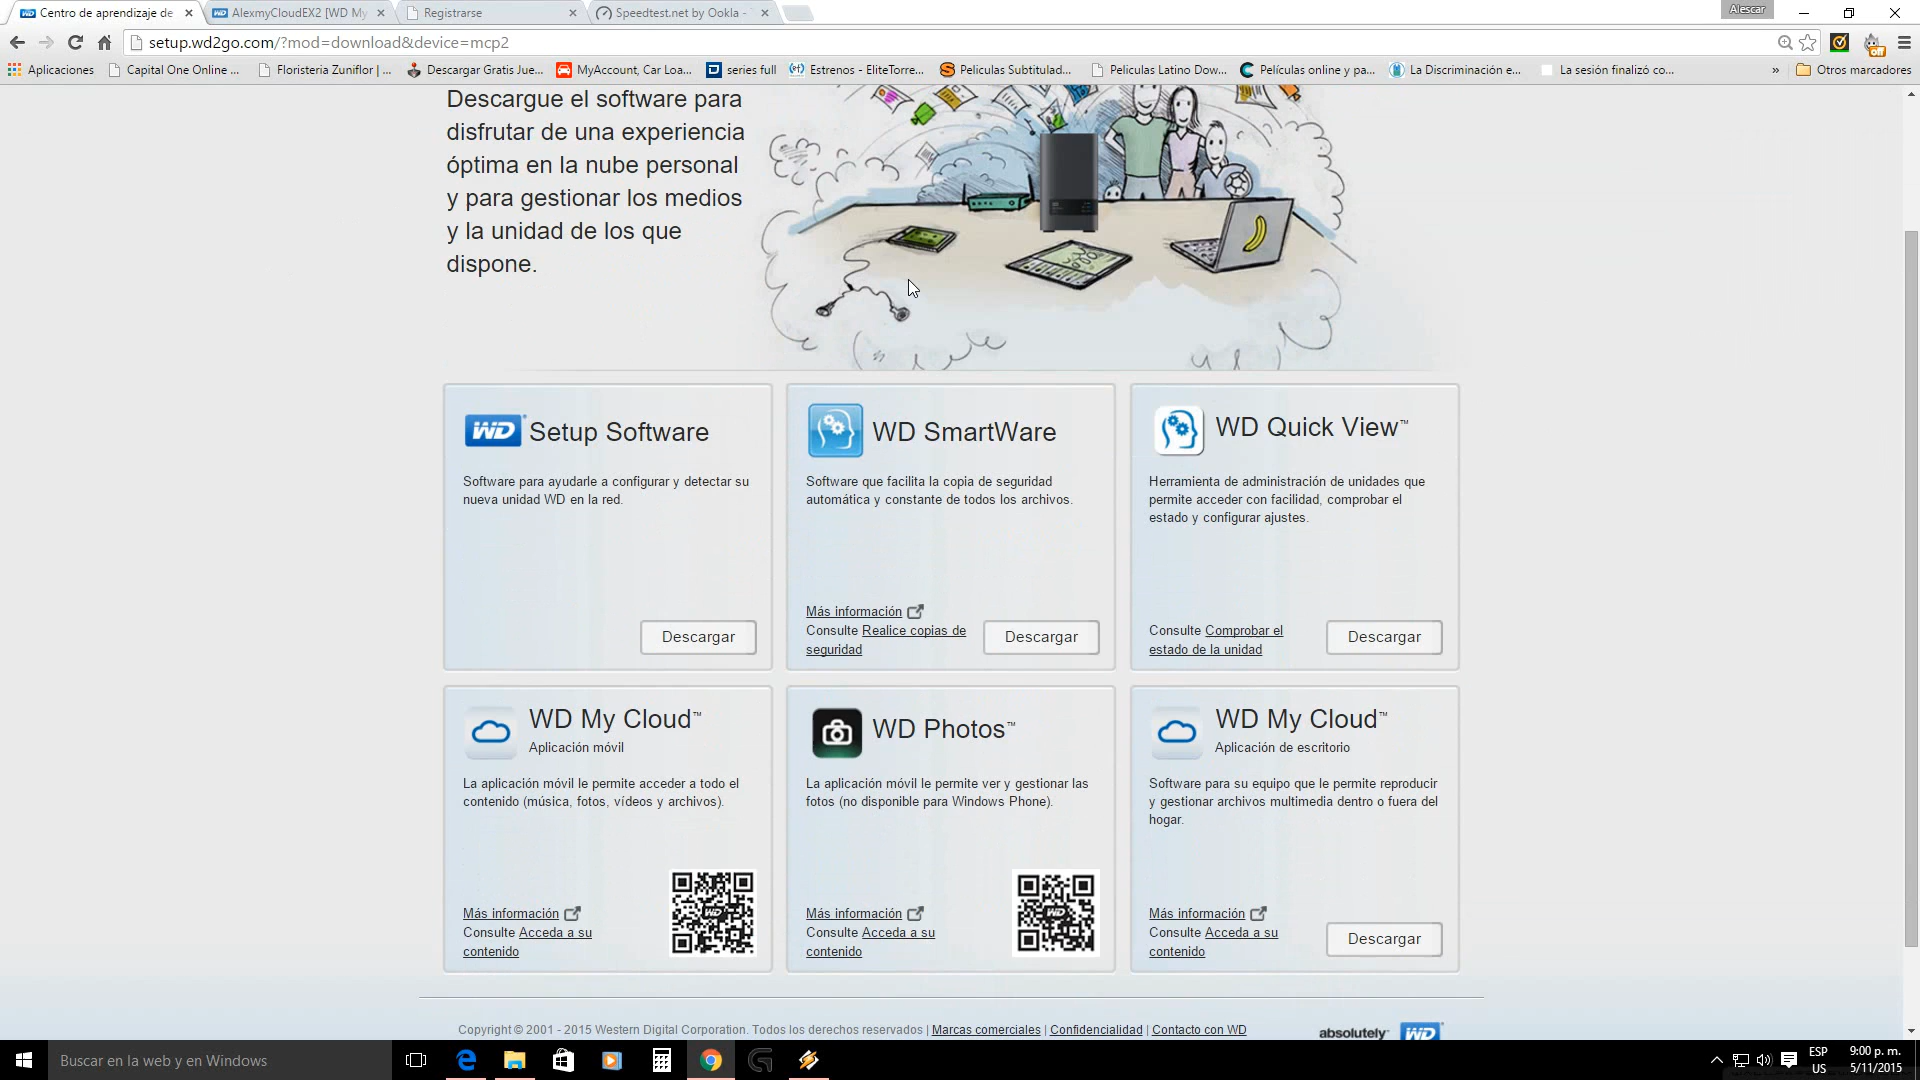 Centro de aprendizaje de
AlexmyCloudEX2 [WD My
Registrarse
Speedtest.net by Ookla -
Alescar
setup.wd2go.com/?mod=download&device=mcp2
Aplicaciones
Capital One Online ...
Floristeria Zuniflor | ...
Descargar Gratis Jue...
MyAccount, Car Loa...
series full
Estrenos - EliteTorre...
Peliculas Subtitulad...
Peliculas Latino Dow...
Películas online y pa...
La Discriminación e...
La sesión finalizó co...
»
Otros marcadores
Descargue el software para
disfrutar de una experiencia
óptima en la nube personal
y para gestionar los medios
y la unidad de los que
dispone.
WD Setup Software
Software para ayudarle a configurar y detectar su
nueva unidad WD en la red.
Descargar
WD SmartWare
Software que facilita la copia de seguridad
automática y constante de todos los archivos.
Más información
Consulte Realice copias de
seguridad
Descargar
WD Quick View™
Herramienta de administración de unidades que
permite acceder con facilidad, comprobar el
estado y configurar ajustes.
Consulte Comprobar el
estado de la unidad
Descargar
WD My Cloud™
Aplicación móvil
La aplicación móvil le permite acceder a todo el
contenido (música, fotos, vídeos y archivos).
Más información
Consulte Acceda a su
contenido
WD Photos™
La aplicación móvil le permite ver y gestionar las
fotos (no disponible para Windows Phone).
Más información
Consulte Acceda a su
contenido
WD My Cloud™
Aplicación de escritorio
Software para su equipo que le permite reproducir
y gestionar archivos multimedia dentro o fuera del
hogar.
Más información
Consulte Acceda a su
contenido
Descargar
Copyright © 2001 - 2015 Western Digital Corporation. Todos los derechos reservados | Marcas comerciales | Confidencialidad | Contacto con WD
absolutely™ WD
Buscar en la web y en Windows
ESP
US
9:00 p. m.
5/11/2015